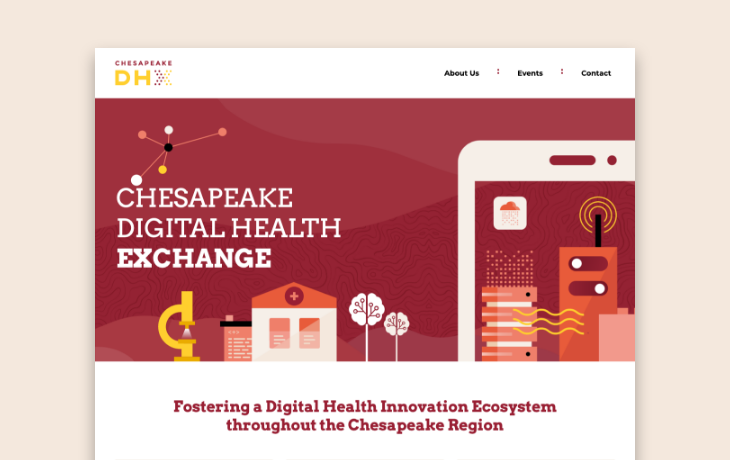 CHESAPEAKE
DHX
About Us
Events
Contact
CHESAPEAKE
DIGITAL HEALTH
EXCHANGE
Fostering a Digital Health Innovation Ecosystem
throughout the Chesapeake Region